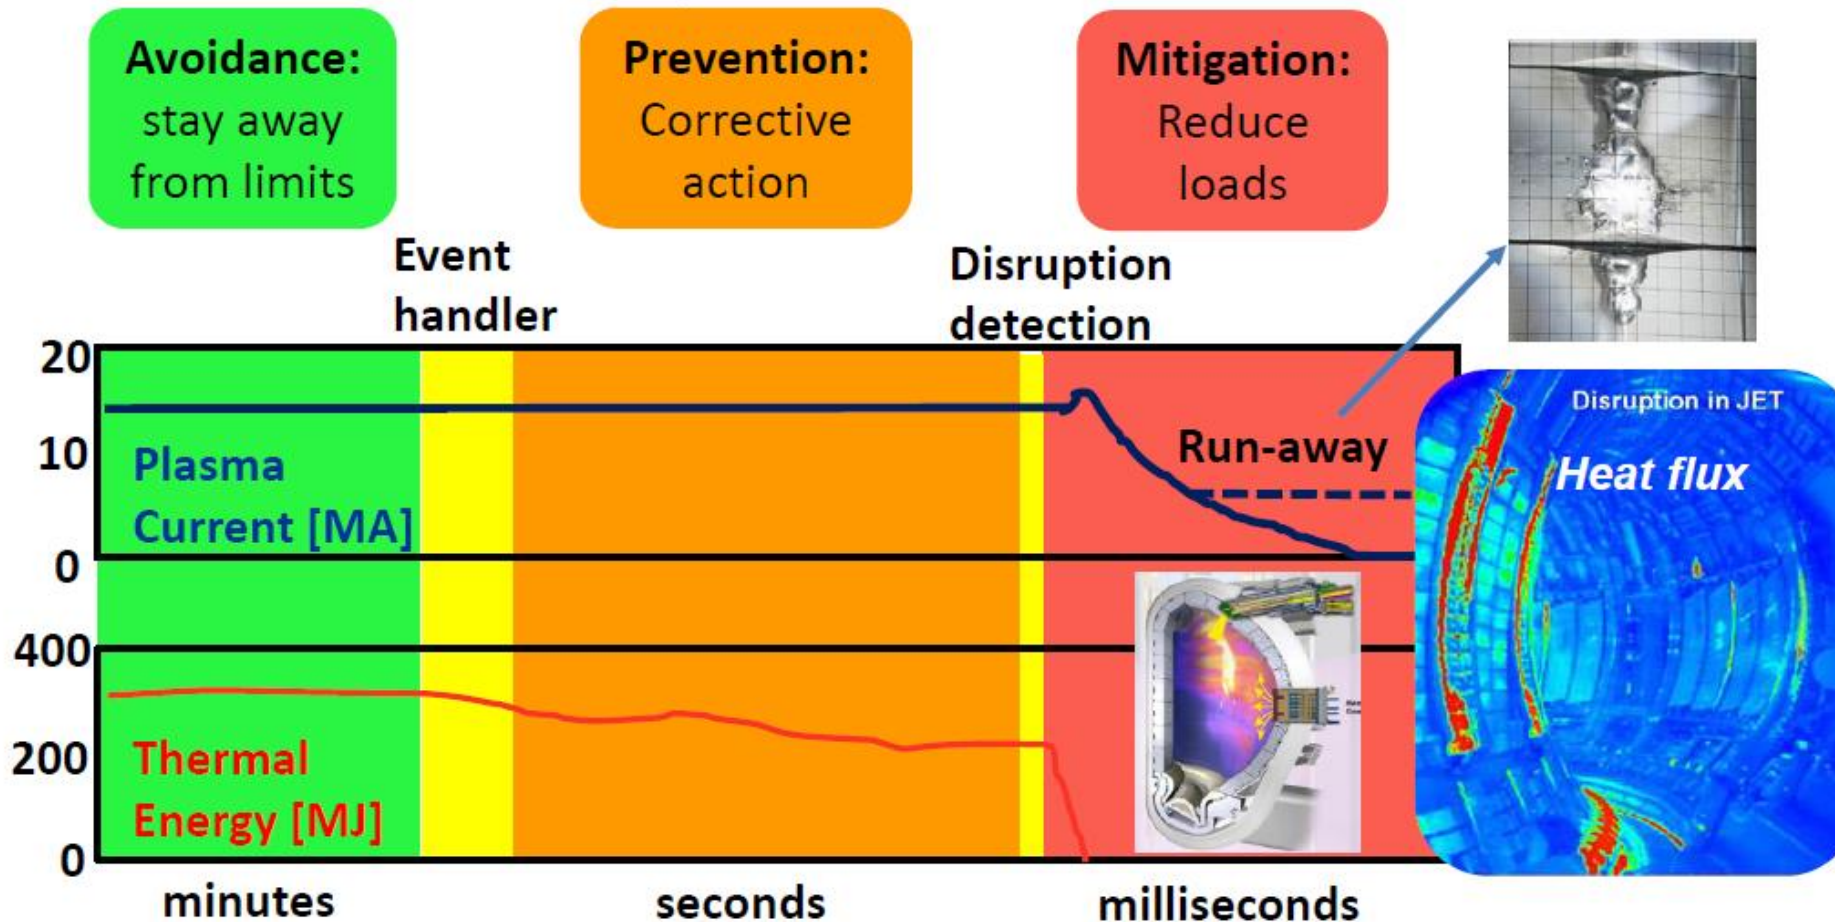 Avoidance:
stay away
from limits
Prevention:
Corrective
action
Mitigation:
Reduce
loads
Event
handler
Disruption
detection
20
10
0
Plasma
Current [MA]
Run-away
Disruption in JET
Heat flux
400
200
0
Thermal
Energy [MJ]
minutes
seconds
milliseconds